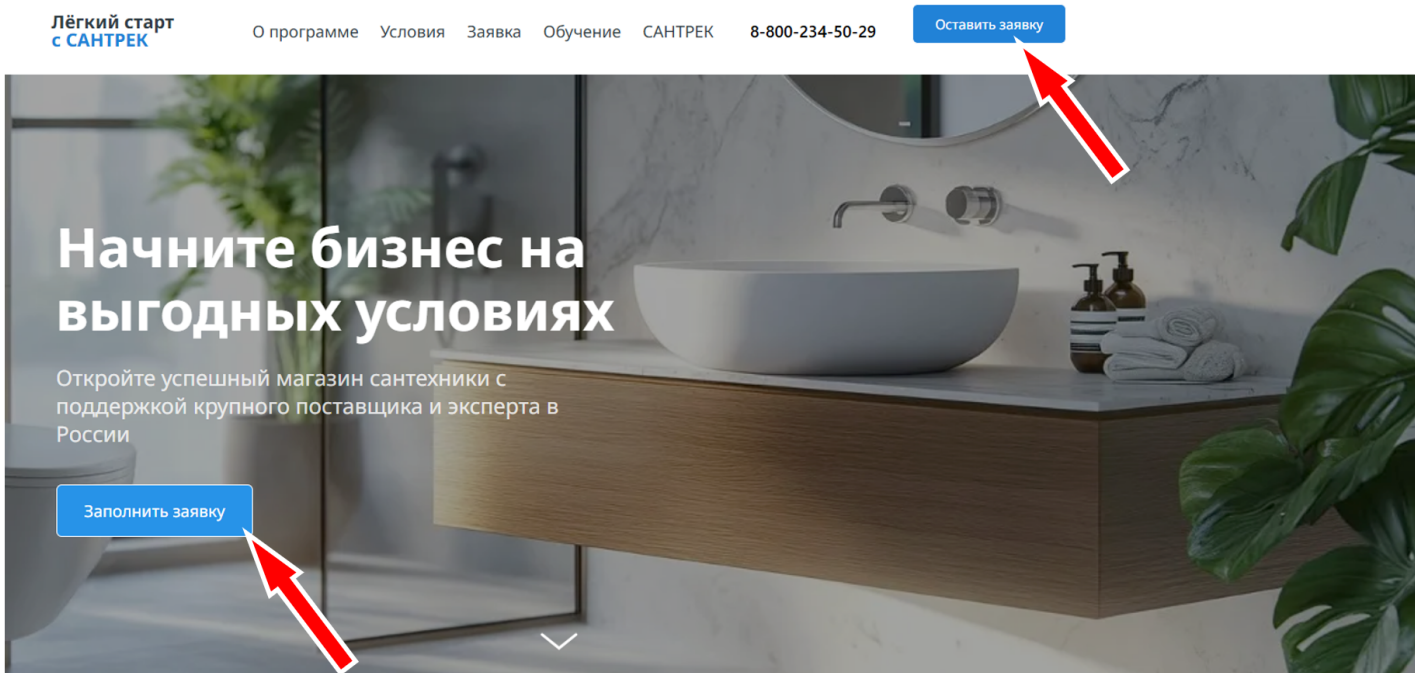 Лёгкий старт
с САНТРЕК
О программе Условия Заявка Обучение САНТРЕК 8-800-234-50-29 Оставить заявку
Начните бизнес на
выгодных условиях
Откройте успешный магазин сантехники с
поддержкой крупного поставщика и эксперта в
России
Заполнить заявку